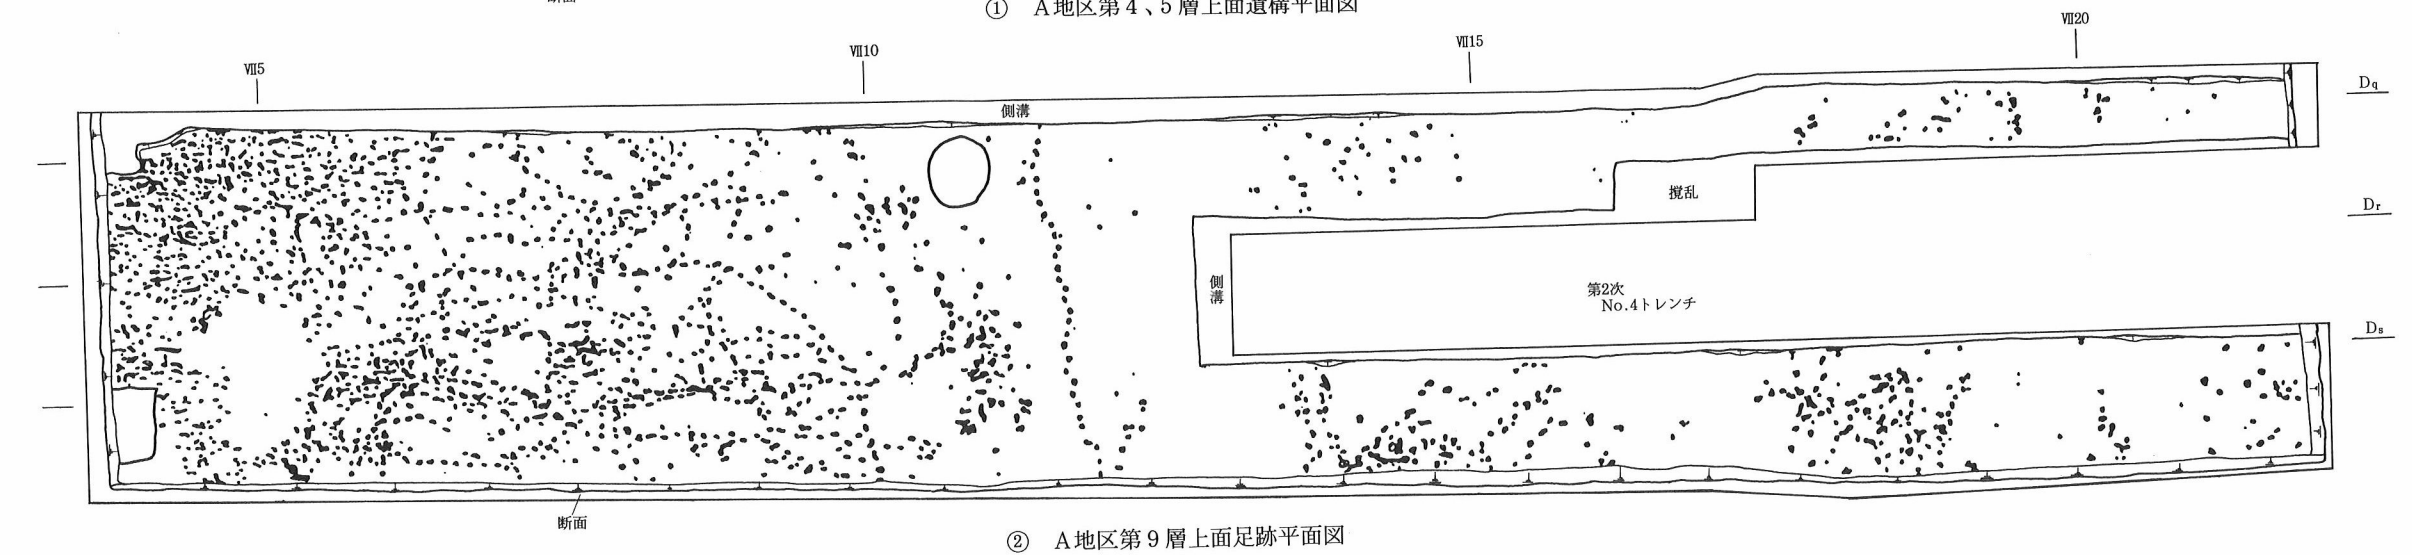 断面
① A地区第4、5層上面遺構平面図
Ⅶ5
Ⅶ10
Ⅶ15
Ⅶ20
側溝
Dq
撹乱
Dr
側溝
第2次
No.4トレンチ
Ds
断面
② A地区第9層上面足跡平面図